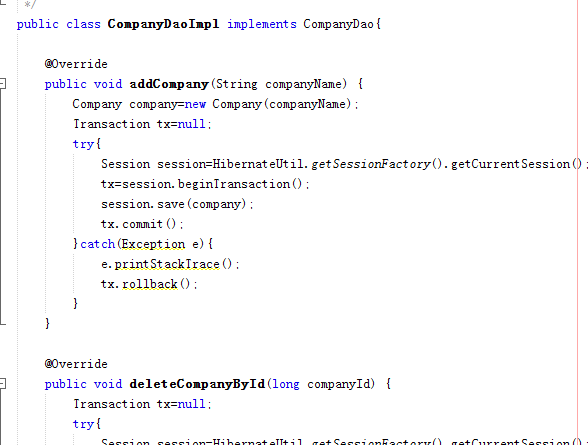 */
public class CompanyDaoImpl implements CompanyDao{
@Override
public void addCompany(String companyName) {
Company company=new Company(companyName);
Transaction tx=null;
try{
Session session=HibernateUtil.getSessionFactory().getCurrentSession();
tx=session.beginTransaction();
session.save(company);
tx.commit();
}catch(Exception e){
e.printStackTrace();
tx.rollback();
}
}
@Override
public void deleteCompanyById(long companyId) {
Transaction tx=null;
try{
Session session=HibernateUtil.getSessionFactory().getCurrentSession()